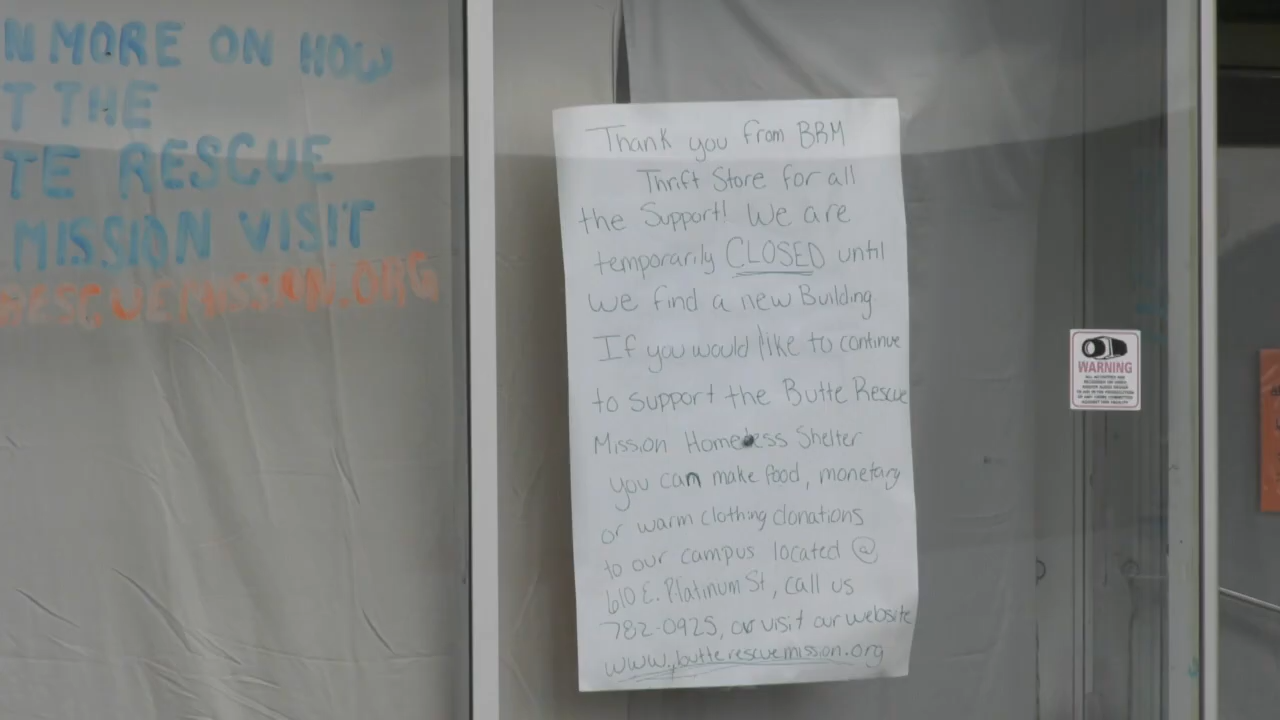 N MORE ON HOW
T THE
TE RESCUE
MISSION VISIT
RESCUEMISSION.ORG
Thank you from BRM
Thrift Store for all
the Support! We are
temporarily CLOSED until
we find a new Building
If you would like to continue
to support the Butte Rescue
Mission Homeless Shelter
you can make food, monetary
or warm clothing donations
to our campus located @
610 E. Platinum St, call us
782-0925, or visit our website
www.butterescuemission.org
WARNING